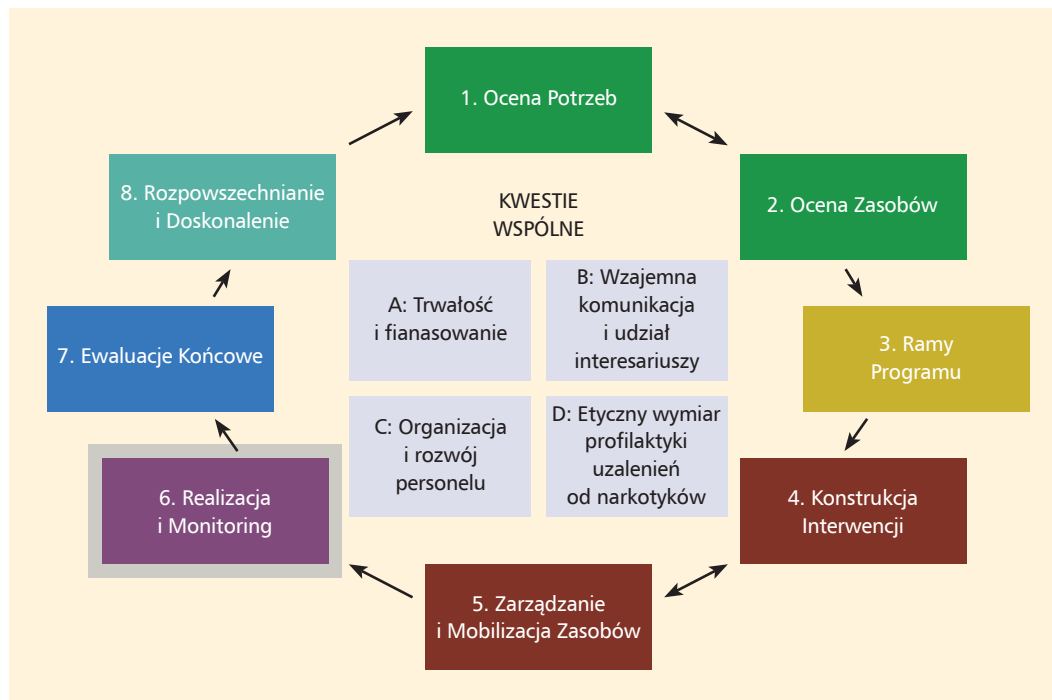 1. Ocena Potrzeb
2. Ocena Zasobów
3. Ramy
Programu
4. Konstrukcja
Interwencji
5. Zarządzanie
i Mobilizacja Zasobów
6. Realizacja
i Monitoring
7. Ewaluacje Końcowe
8. Rozpowszechnianie
i Doskonalenie
KWESTIE
WSPÓLNE
A: Trwałość
i fianasowanie
B: Wzajemna
komunikacja
i udział
interesariuszy
C: Organizacja
i rozwój
personelu
D: Etyczny wymiar
profilaktyki
uzalenień
od narkotyków